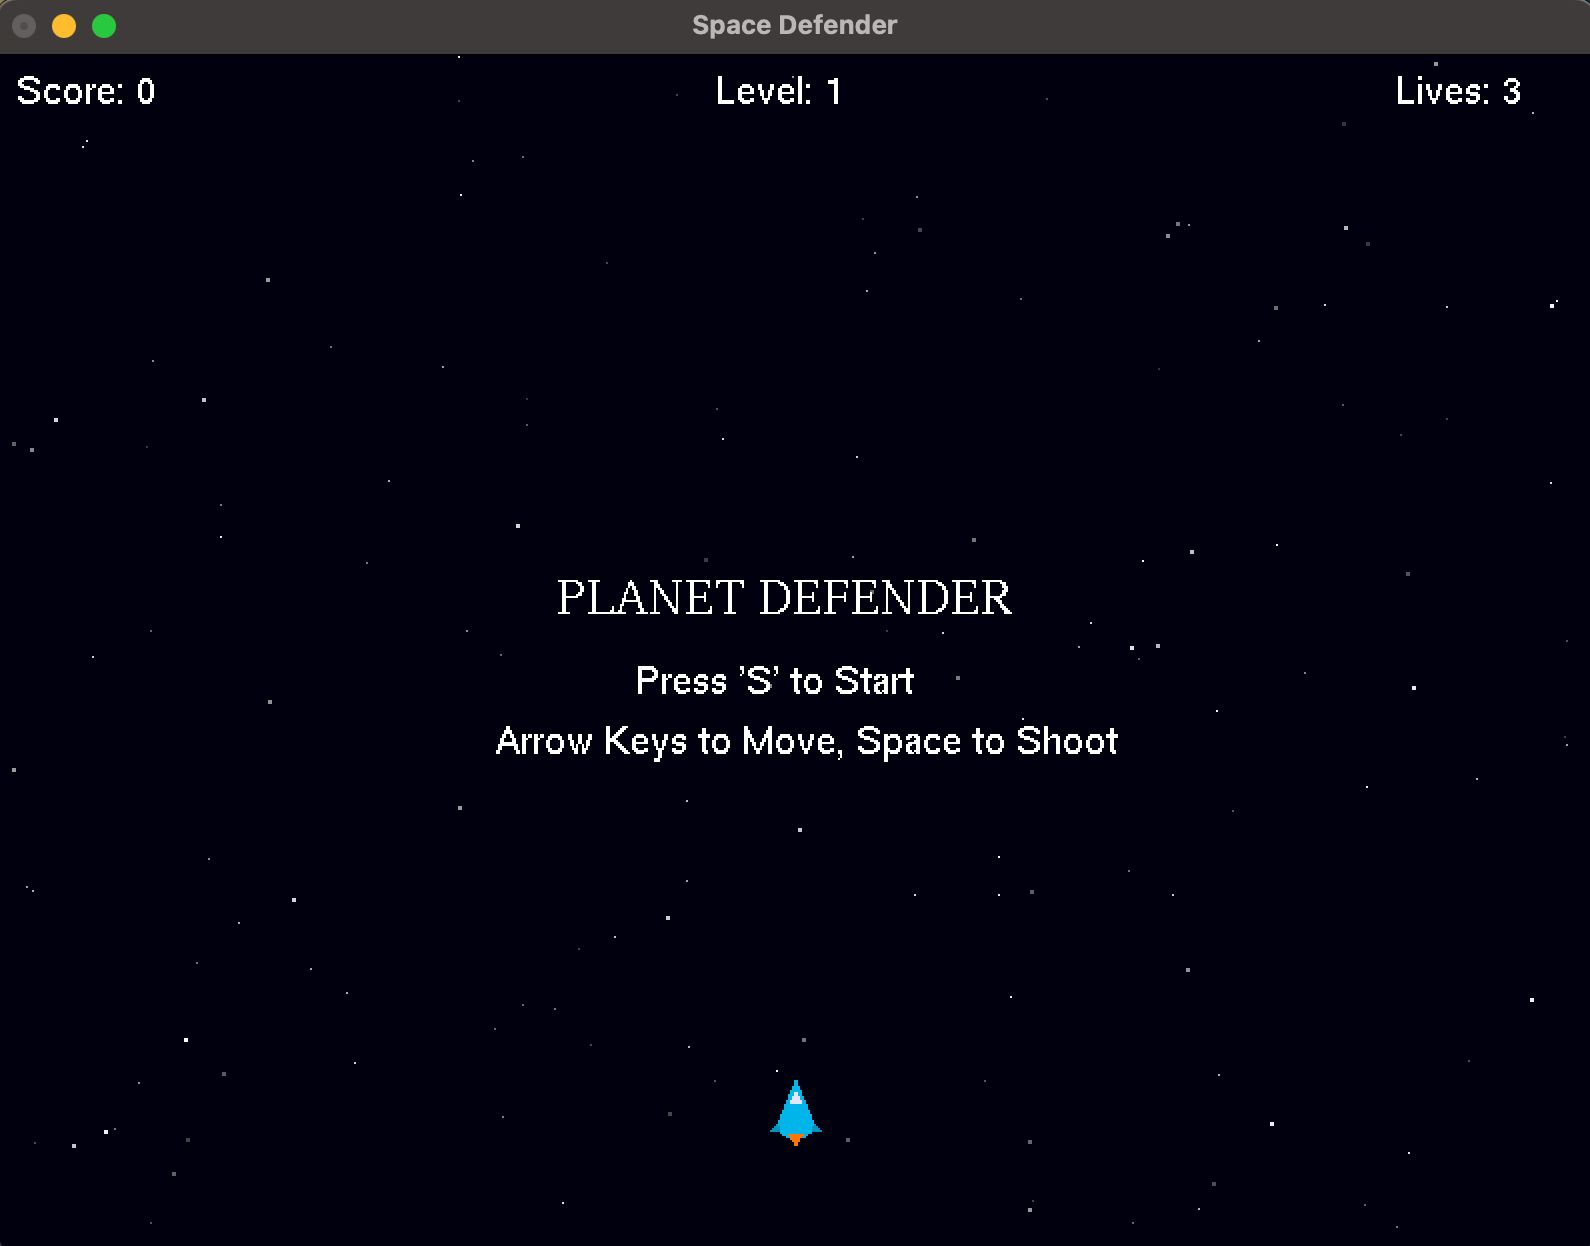 Space Defender
Score: 0 Level: 1 Lives: 3
PLANET DEFENDER
Press 'S' to Start
Arrow Keys to Move, Space to Shoot